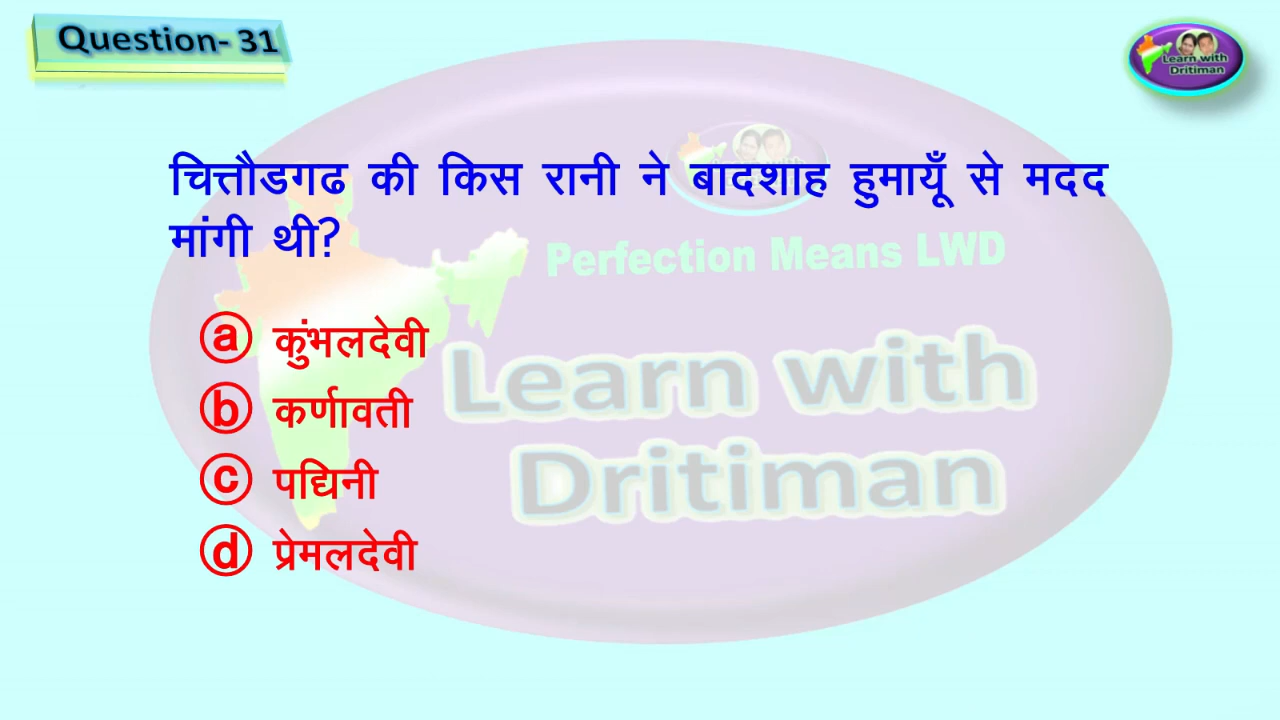 Question- 31
Learn with
Dritiman
चित्तौडगढ की किस रानी ने बादशाह हुमायूँ से मदद
मांगी थी?
Perfection Means LWD
ⓐ कुंभलदेवी
ⓑ कर्णावती
ⓒ पद्यिनी
ⓓ प्रेमलदेवी
Learn with
Dritiman